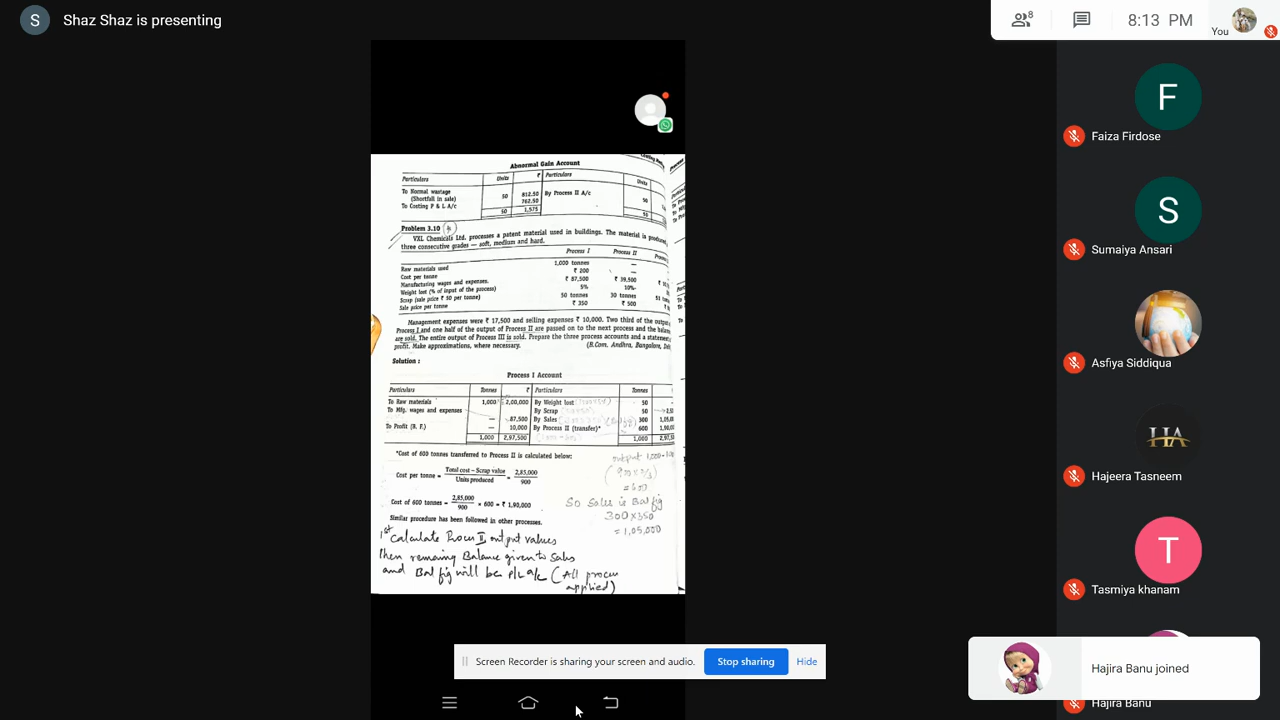 S Shaz Shaz is presenting
8
8:13 PM
You
Abnormal Gain Account
Particulars Units ₹ Particulars Units
To Normal wastage
(Shortfall in sale) 50 812.50 By Process II A/c 50
To Costing P & L A/c 762.50
50 1,575 50
Problem 3.10
VXL Chemicals Ltd. processes a patent material used in buildings. The material is produced
three consecutive grades — soft, medium and hard.
Process I Process II
Raw materials used 1,000 tonnes —
Cost per tonne ₹ 200 —
Manufacturing wages and expenses. ₹ 87,500 ₹ 39,500
Weight lost (% of input of the process) 5% 10%
Scrap (sale price ₹ 50 per tonne) 50 tonnes 30 tonnes 51
Sale price per tonne ₹ 350 ₹ 500
Management expenses were ₹ 17,500 and selling expenses ₹ 10,000. Two third of the output
Process I and one half of the output of Process II are passed on to the next process and the balance
are sold. The entire output of Process III is sold. Prepare the three process accounts and a statement
profit. Make approximations, where necessary. (B.Com. Andhra, Bangalore,
Solution :
Process I Account
Particulars Tonnes ₹ Particulars Tonnes
To Raw materials 1,000 2,00,000 By Weight lost 50 —
To Mfg. wages and expenses By Scrap 50
— 87,500 By Sales 300 1,05,
To Profit (B. F.) — 10,000 By Process II (transfer)* 600 1,90,
1,000 2,97,500 1,000 2,97,5
*Cost of 600 tonnes transferred to Process II is calculated below:
Cost per tonne = Total cost – Scrap value / Units produced = 2,85,000 / 900
Cost of 600 tonnes = 2,85,000 / 900 × 600 = ₹ 1,90,000
Similar procedure has been followed in other processes.
output 1,000
900 x 2/3
= 600
So Sales is Bal fig
300 x 350
= 1,05,000
1st Calculate Process II output values
then remaining Balance given to Sales
and Bal fig will be P/L a/c (All process
applied)
Screen Recorder is sharing your screen and audio. Stop sharing Hide
F
Faiza Firdose
S
Sumaiya Ansari
Asfiya Siddiqua
HA
Hajeera Tasneem
T
Tasmiya khanam
Hajira Banu joined
Hajira Banu